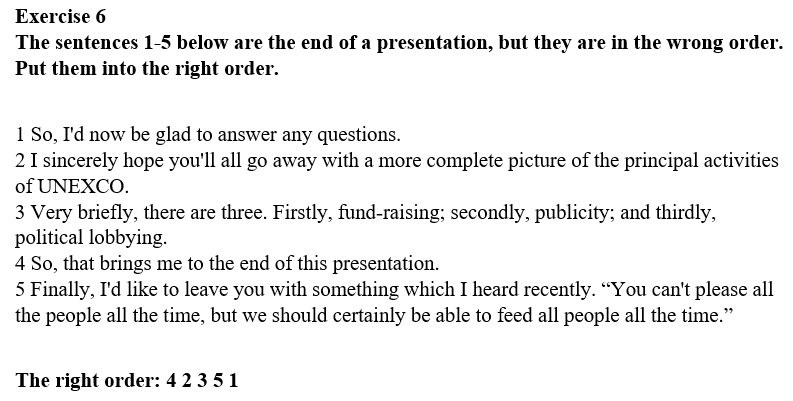 Exercise 6
The sentences 1-5 below are the end of a presentation, but they are in the wrong order.
Put them into the right order.
1 So, I'd now be glad to answer any questions.
2 I sincerely hope you'll all go away with a more complete picture of the principal activities
of UNEXCO.
3 Very briefly, there are three. Firstly, fund-raising; secondly, publicity; and thirdly,
political lobbying.
4 So, that brings me to the end of this presentation.
5 Finally, I'd like to leave you with something which I heard recently. “You can't please all
the people all the time, but we should certainly be able to feed all people all the time.”
The right order: 4 2 3 5 1